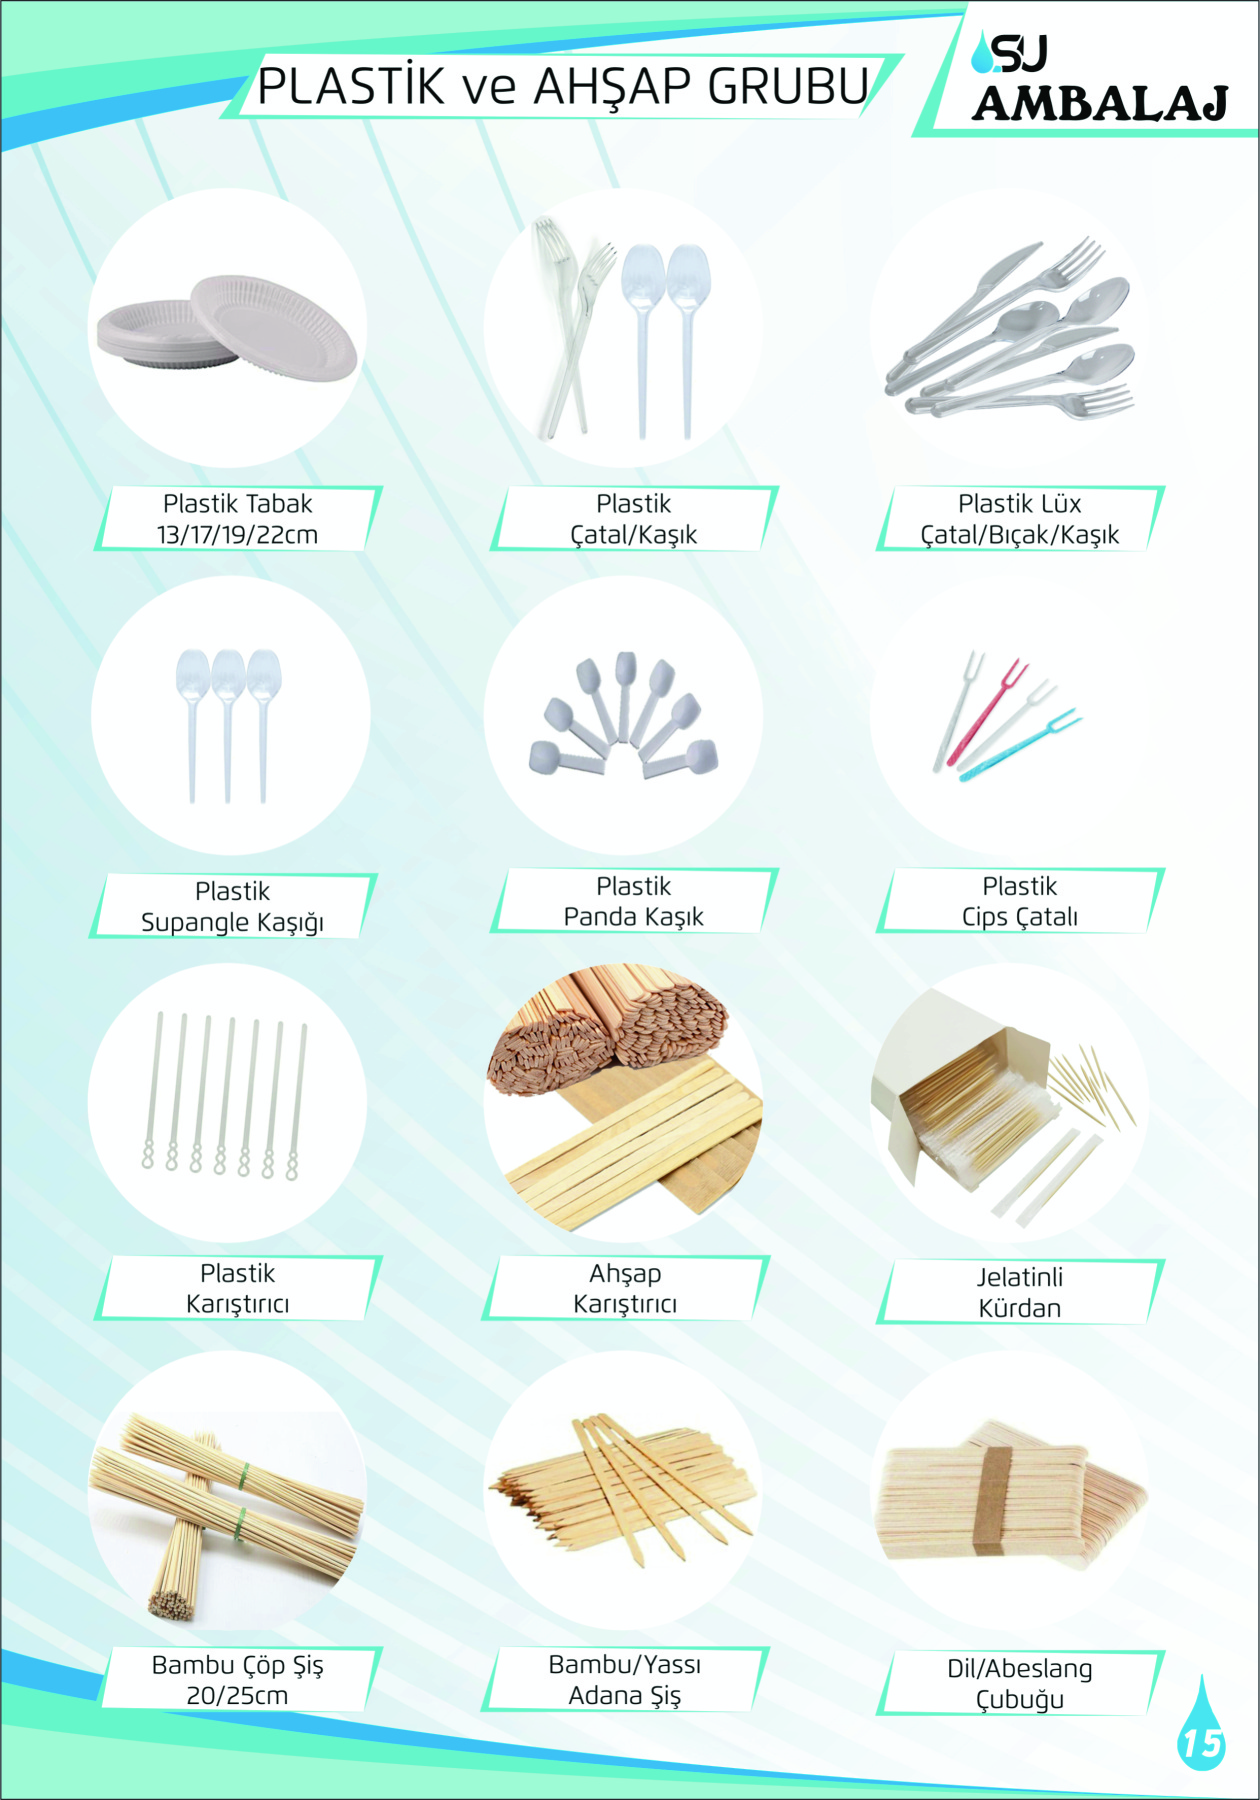 PLASTİK ve AHŞAP GRUBU
SU
AMBALAJ
Plastik Tabak
13/17/19/22cm
Plastik
Çatal/Kaşık
Plastik Lüx
Çatal/Bıçak/Kaşık
Plastik
Supangle Kaşığı
Plastik
Panda Kaşık
Plastik
Cips Çatalı
Plastik
Karıştırıcı
Ahşap
Karıştırıcı
Jelatinli
Kürdan
Bambu Çöp Şiş
20/25cm
Bambu/Yassı
Adana Şiş
Dil/Abeslang
Çubuğu
15